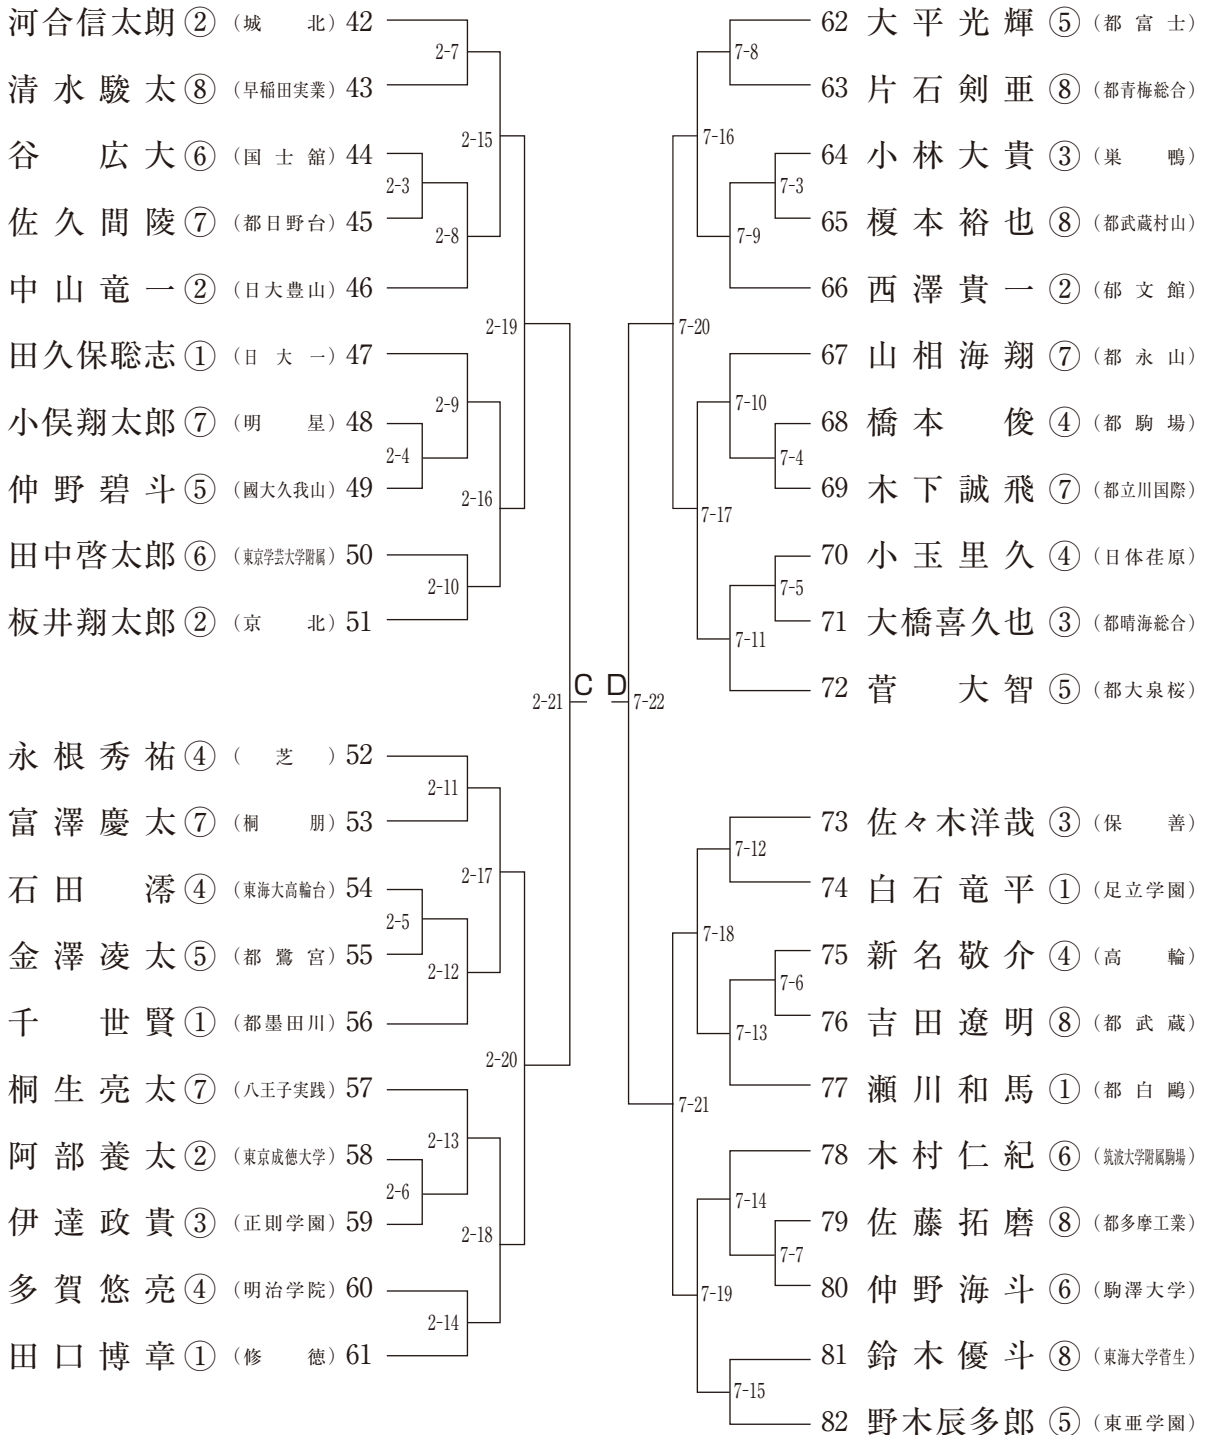 河合信太朗 ② (城 北) 42
清水駿太 ⑧ (早稲田実業) 43
谷 広大 ⑥ (国士舘) 44
佐久間陵 ⑦ (都日野台) 45
中山竜一 ② (日大豊山) 46
田久保聡志 ① (日大一) 47
小俣翔太郎 ⑦ (明 星) 48
仲野碧斗 ⑤ (國大久我山) 49
田中啓太郎 ⑥ (東京学芸大学附属) 50
板井翔太郎 ② (京 北) 51
永根秀祐 ④ (芝) 52
富澤慶太 ⑦ (桐 朋) 53
石田 澪 ④ (東海大高輪台) 54
金澤凌太 ⑤ (都鷺宮) 55
千 世賢 ① (都墨田川) 56
桐生亮太 ⑦ (八王子実践) 57
阿部養太 ② (東京成徳大学) 58
伊達政貴 ③ (正則学園) 59
多賀悠亮 ④ (明治学院) 60
田口博章 ① (修 徳) 61
2-7
2-15
2-3
2-8
2-19
2-9
2-4
2-16
2-10
2-21
2-11
2-17
2-5
2-12
2-20
2-13
2-6
2-18
2-14
C D
62 大平光輝 ⑤ (都富士)
63 片石剣亜 ⑧ (都青梅総合)
64 小林大貴 ③ (巣 鴨)
65 榎本裕也 ⑧ (都武蔵村山)
66 西澤貴一 ② (郁文館)
67 山相海翔 ⑦ (都永山)
68 橋本 俊 ④ (都駒場)
69 木下誠飛 ⑦ (都立川国際)
70 小玉里久 ④ (日体荏原)
71 大橋喜久也 ③ (都晴海総合)
72 菅 大智 ⑤ (都大泉桜)
73 佐々木洋哉 ③ (保 善)
74 白石竜平 ① (足立学園)
75 新名敬介 ④ (高 輪)
76 吉田遼明 ⑧ (都武蔵)
77 瀬川和馬 ① (都白鷗)
78 木村仁紀 ⑥ (筑波大学附属駒場)
79 佐藤拓磨 ⑧ (都多摩工業)
80 仲野海斗 ⑥ (駒澤大学)
81 鈴木優斗 ⑧ (東海大学菅生)
82 野木辰多郎 ⑤ (東亜学園)
7-8
7-16
7-3
7-9
7-20
7-10
7-4
7-17
7-5
7-11
7-22
7-12
7-18
7-6
7-13
7-21
7-14
7-7
7-19
7-15